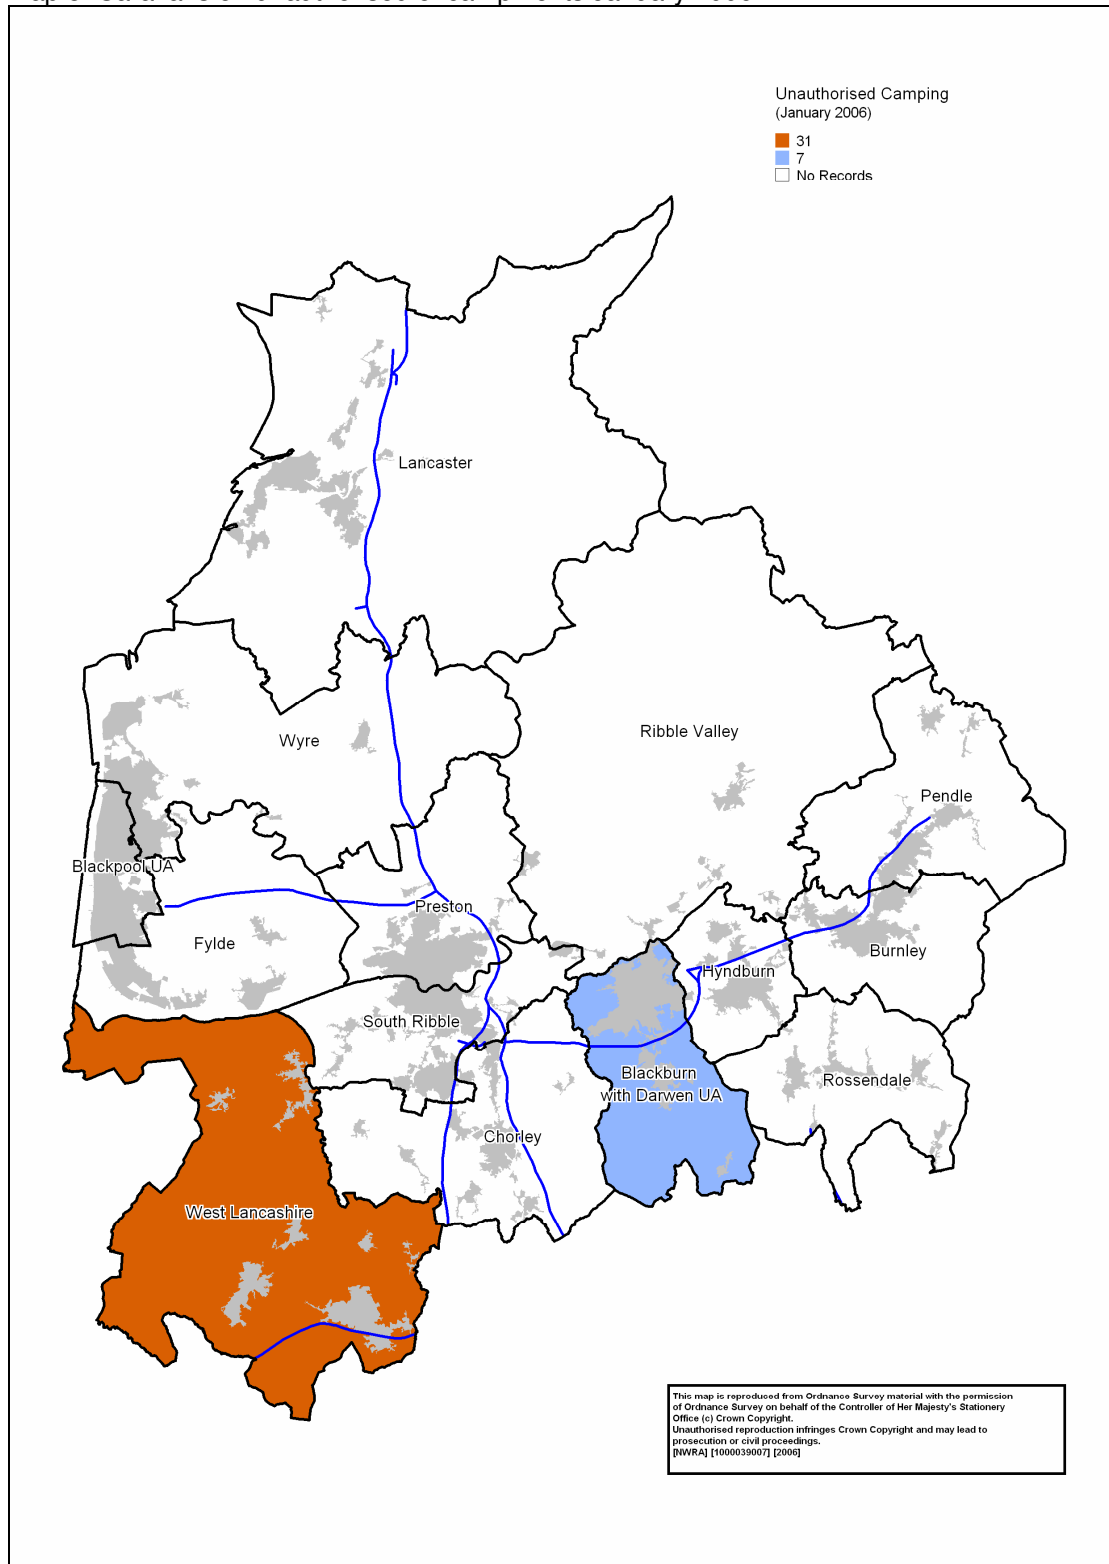 Unauthorised Camping
(January 2006)
31
7
No Records
Lancaster
Wyre
Ribble Valley
Pendle
Blackpool UA
Preston
Fylde
Burnley
Hyndburn
South Ribble
Blackburn
with Darwen UA
Rossendale
Chorley
West Lancashire
This map is reproduced from Ordnance Survey material with the permission
of Ordnance Survey on behalf of the Controller of Her Majesty's Stationery
Office (c) Crown Copyright.
Unauthorised reproduction infringes Crown Copyright and may lead to
prosecution or civil proceedings.
[NWRA] [1000039007] [2006]